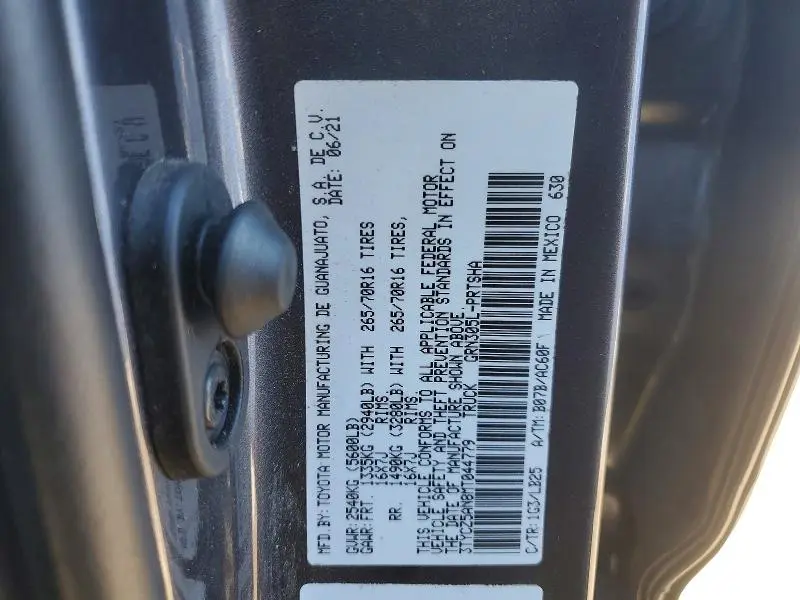 MFD.BY: TOYOTA MOTOR MANUFACTURING DE GUANAJUATO, S.A. DE C.V.
DATE: 06/21
GVWR: 2540KG (5600LB)
GAWR: FRT. 1335KG (2940LB) WITH 265/70R16 TIRES
16X7J RIMS,
RR. 1490KG (3280LB) WITH 265/70R16 TIRES,
16X7J RIMS,
THIS VEHICLE CONFORMS TO ALL APPLICABLE FEDERAL MOTOR
VEHICLE SAFETY AND THEFT PREVENTION STANDARDS IN EFFECT ON
THE DATE OF MANUFACTURE SHOWN ABOVE.
3TYCZ5AN0MT044779 TRUCK GRN305L-PRTSHA
C/TR: 1G3/LB25 A/TM: B07B/AC60F MADE IN MEXICO 630